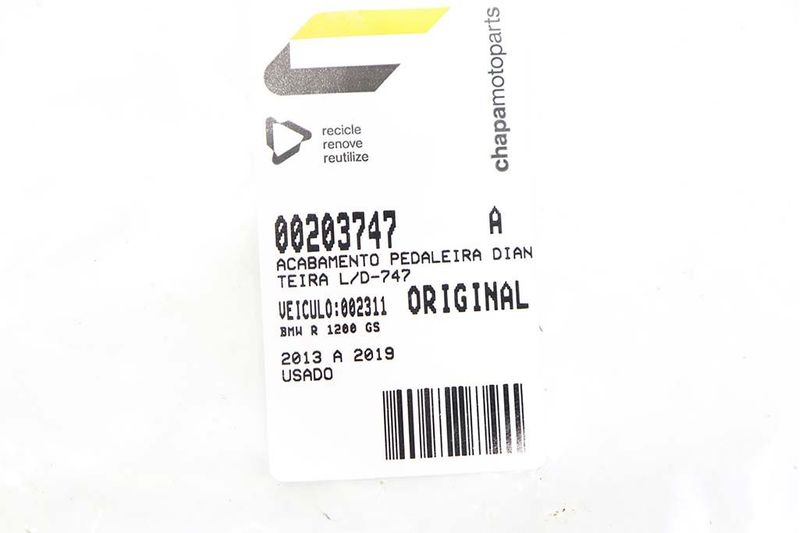 chapamotoparts
recicle
renove
reutilize
00203747 A
ACABAMENTO PEDALEIRA DIAN
TEIRA L/D-747
VEICULO:002311 ORIGINAL
BMW R 1200 GS
2013 A 2019
USADO